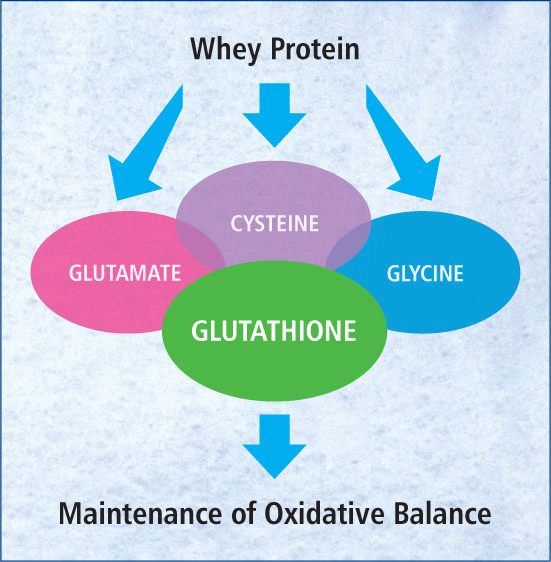 Whey Protein
CYSTEINE
GLUTAMATE
GLYCINE
GLUTATHIONE
Maintenance of Oxidative Balance